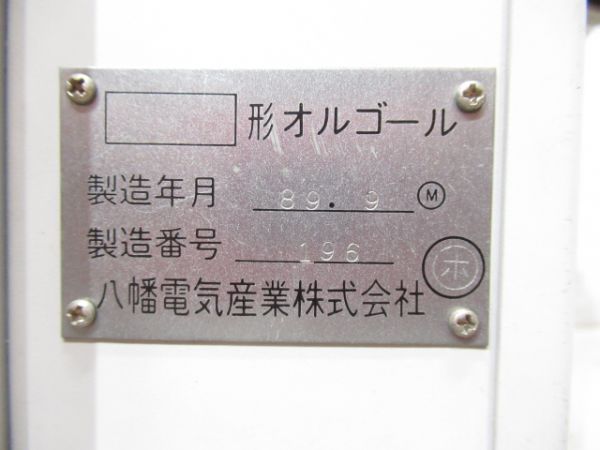 形オルゴール
製造年月 89.9 Ⓜ
製造番号 196
ホ
八幡電気産業株式会社